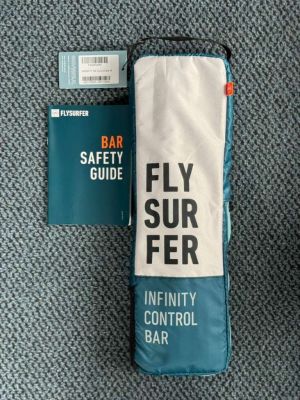 FLYSURFER
BAR
SAFETY
GUIDE
FLY
SUR
FER
INFINITY
CONTROL
BAR